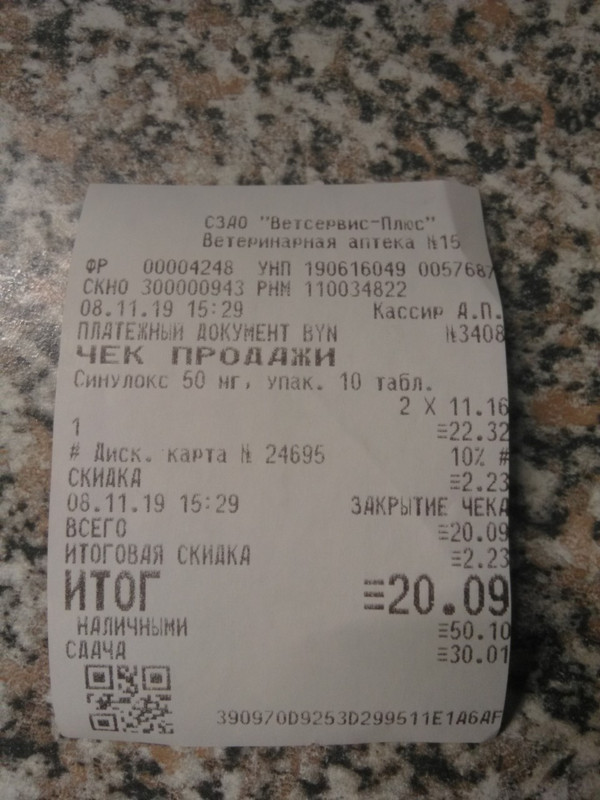 СЗАО "Ветсервис-Плюс"
Ветеринарная аптека №15
ФР 00004248 УНП 190616049 0057687
СКНО 300000943 РНМ 110034822
08.11.19 15:29 Кассир А.П.
ПЛАТЕЖНЫЙ ДОКУМЕНТ BYN №3408
ЧЕК ПРОДАЖИ
Синулокс 50 мг, упак. 10 табл.
2 X 11.16
1 ≡22.32
# Диск. карта № 24695 10% #
СКИДКА ≡2.23
08.11.19 15:29 ЗАКРЫТИЕ ЧЕКА
ВСЕГО ≡20.09
ИТОГОВАЯ СКИДКА ≡2.23
ИТОГ ≡20.09
НАЛИЧНЫМИ ≡50.10
СДАЧА ≡30.01
390970D9253D299511E1A6AF